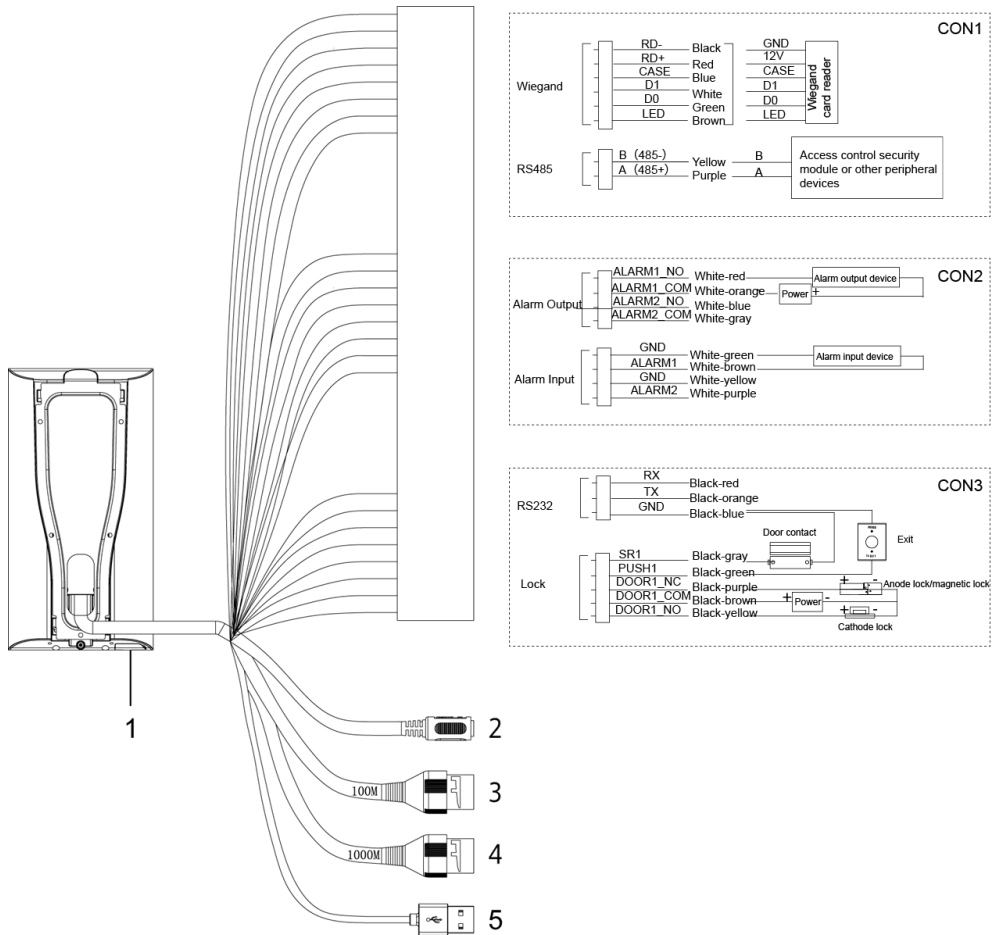 CON1
Wiegand
RD- Black GND
RD+ Red 12V
CASE Blue CASE
D1 White D1
D0 Green D0
LED Brown LED
Wiegand
card reader
RS485
B (485-) Yellow B
A (485+) Purple A
Access control security
module or other peripheral
devices
CON2
Alarm Output
ALARM1_NO White-red
ALARM1_COM White-orange
ALARM2_NO White-blue
ALARM2_COM White-gray
Alarm output device
Power +
Alarm Input
GND White-green
ALARM1 White-brown
GND White-yellow
ALARM2 White-purple
Alarm input device
CON3
RS232
RX Black-red
TX Black-orange
GND Black-blue
Door contact
Exit
Lock
SR1 Black-gray
PUSH1 Black-green
DOOR1_NC Black-purple
DOOR1_COM Black-brown
DOOR1_NO Black-yellow
+ - Anode lock/magnetic lock
+ Power -
+ -
Cathode lock
1
2
100M 3
1000M 4
5